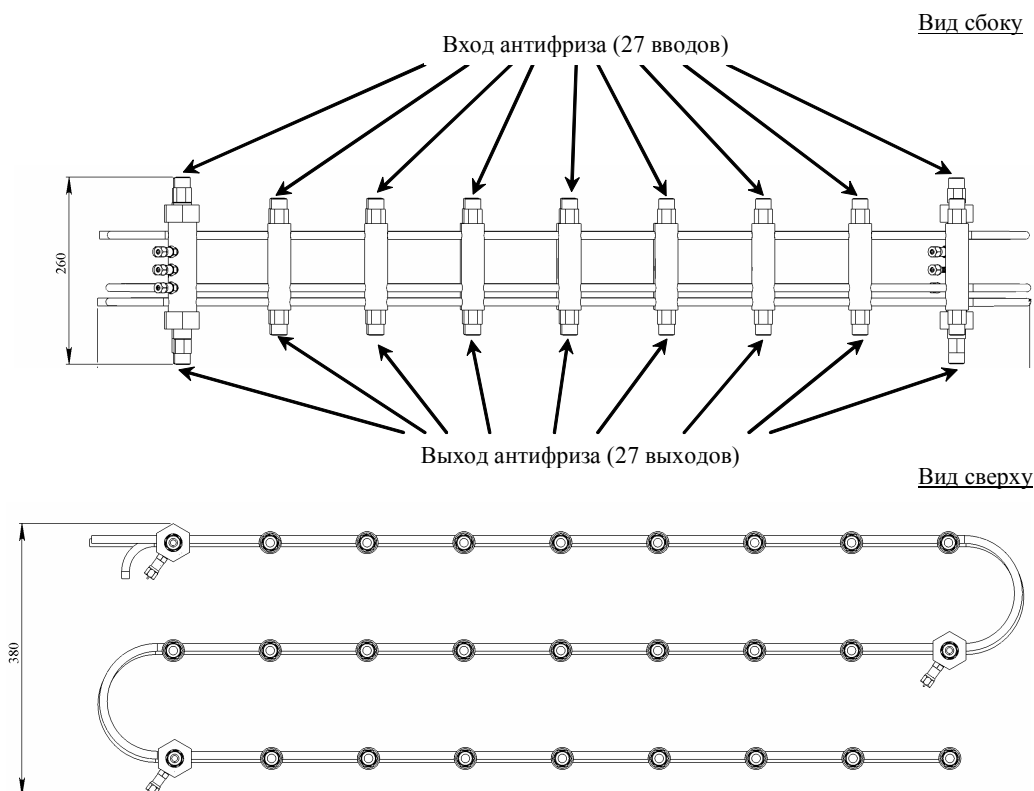 Вид сбоку
Вход антифриза (27 вводов)
260
Выход антифриза (27 выходов)
Вид сверху
380